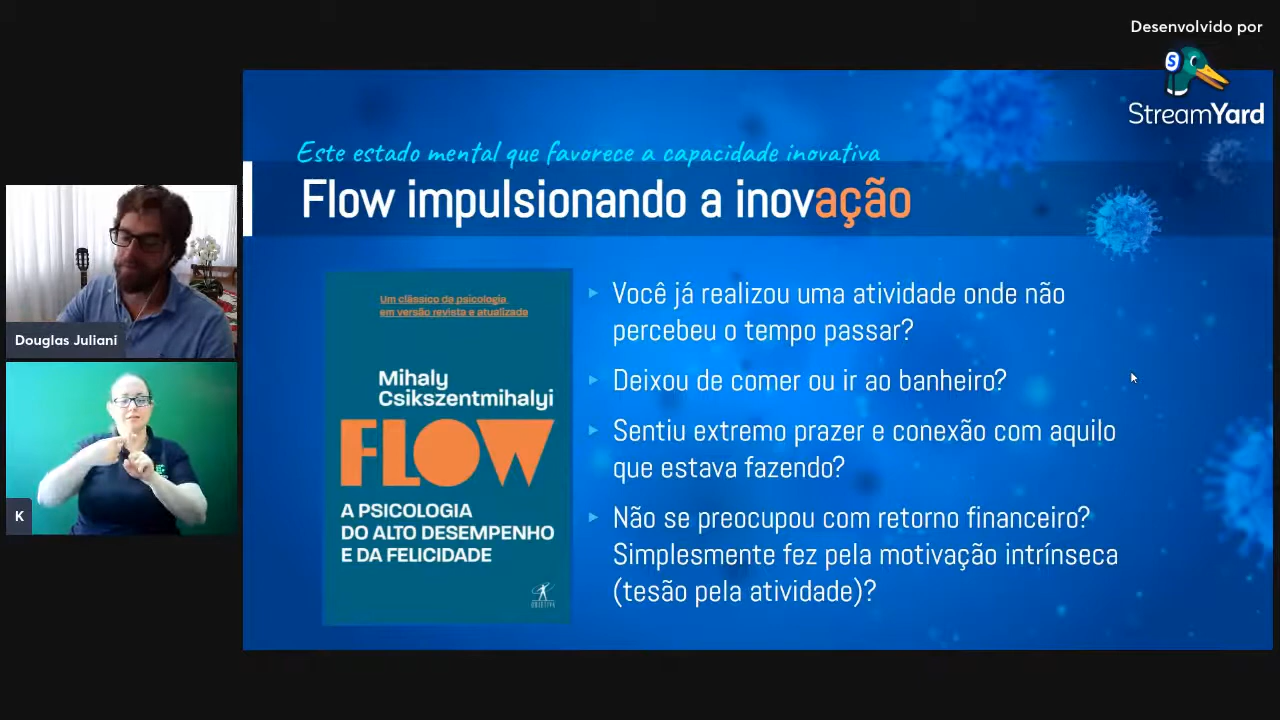 Desenvolvido por
StreamYard
Este estado mental que favorece a capacidade inovativa
Flow impulsionando a inovação
Um clássico da psicologia
em versão revista e atualizada
Mihaly
Csikszentmihalyi
FLOW
A PSICOLOGIA
DO ALTO DESEMPENHO
E DA FELICIDADE
OBJETIVA
Você já realizou uma atividade onde não
percebeu o tempo passar?
Deixou de comer ou ir ao banheiro?
Sentiu extremo prazer e conexão com aquilo
que estava fazendo?
Não se preocupou com retorno financeiro?
Simplesmente fez pela motivação intrínseca
(tesão pela atividade)?
Douglas Juliani
K